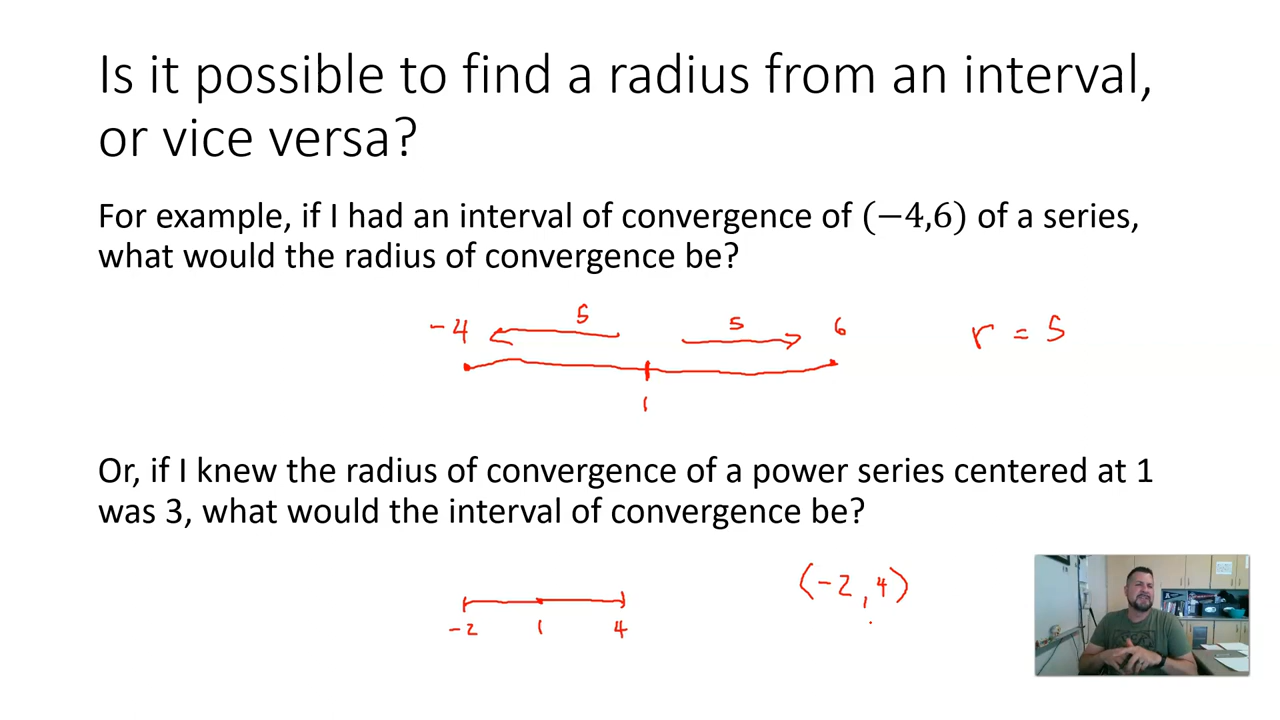 Is it possible to find a radius from an interval,
or vice versa?
For example, if I had an interval of convergence of (−4,6) of a series,
what would the radius of convergence be?
-4 5 5 6 r = 5
1
Or, if I knew the radius of convergence of a power series centered at 1
was 3, what would the interval of convergence be?
(-2, 4)
-2 1 4